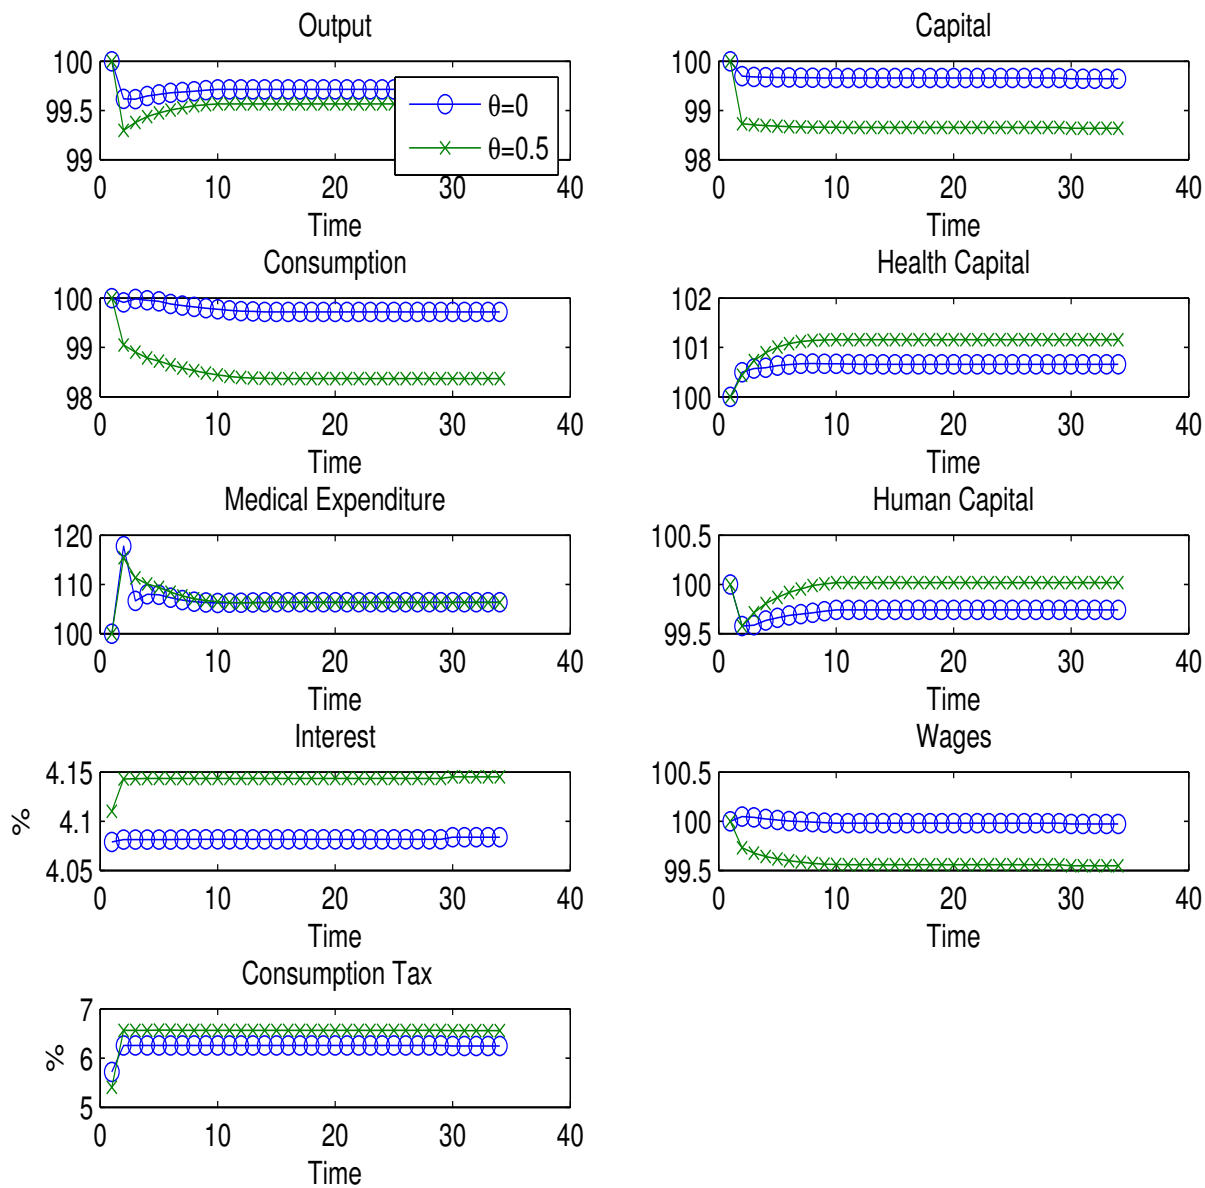 Output
100
99.5
99
0 10 20 30 40
Time
θ=0
θ=0.5
Capital
100
99
98
0 10 20 30 40
Time
Consumption
100
99
98
0 10 20 30 40
Time
Health Capital
102
101
100
0 10 20 30 40
Time
Medical Expenditure
120
110
100
0 10 20 30 40
Time
Human Capital
100.5
100
99.5
0 10 20 30 40
Time
Interest
%
4.15
4.1
4.05
0 10 20 30 40
Time
Wages
100.5
100
99.5
0 10 20 30 40
Time
Consumption Tax
%
7
6
5
0 10 20 30 40
Time